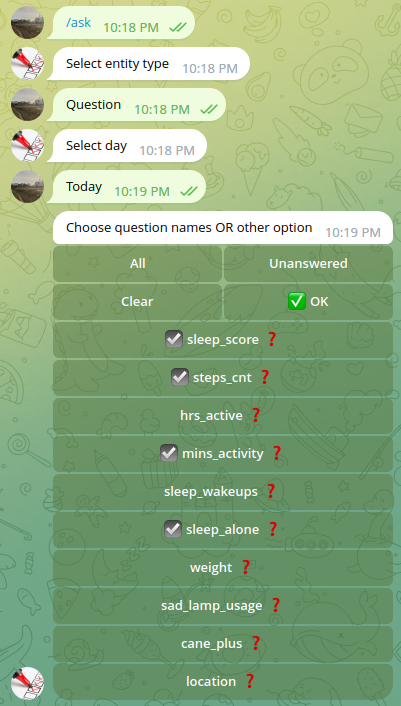 /ask 10:18 PM
Select entity type 10:18 PM
Question 10:18 PM
Select day 10:18 PM
Today 10:19 PM
Choose question names OR other option 10:19 PM
All Unanswered
Clear ✅ OK
☑ sleep_score ❓
☑ steps_cnt ❓
hrs_active ❓
☑ mins_activity ❓
sleep_wakeups ❓
☑ sleep_alone ❓
weight ❓
sad_lamp_usage ❓
cane_plus ❓
location ❓